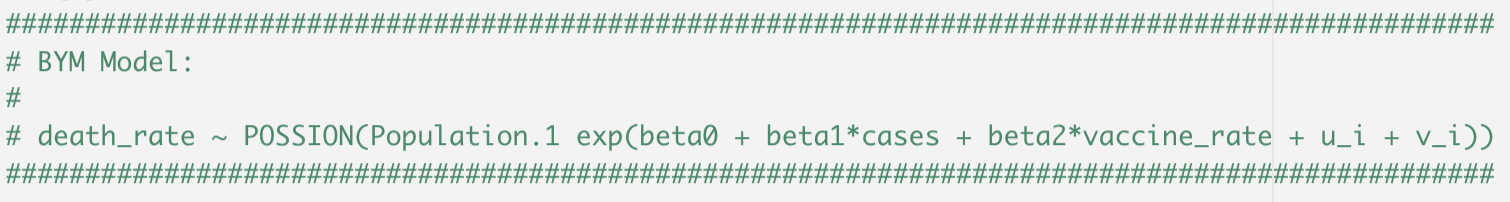 ################################################################################################
# BYM Model:
#
# death_rate ~ POSSION(Population.1 exp(beta0 + beta1*cases + beta2*vaccine_rate + u_i + v_i))
################################################################################################